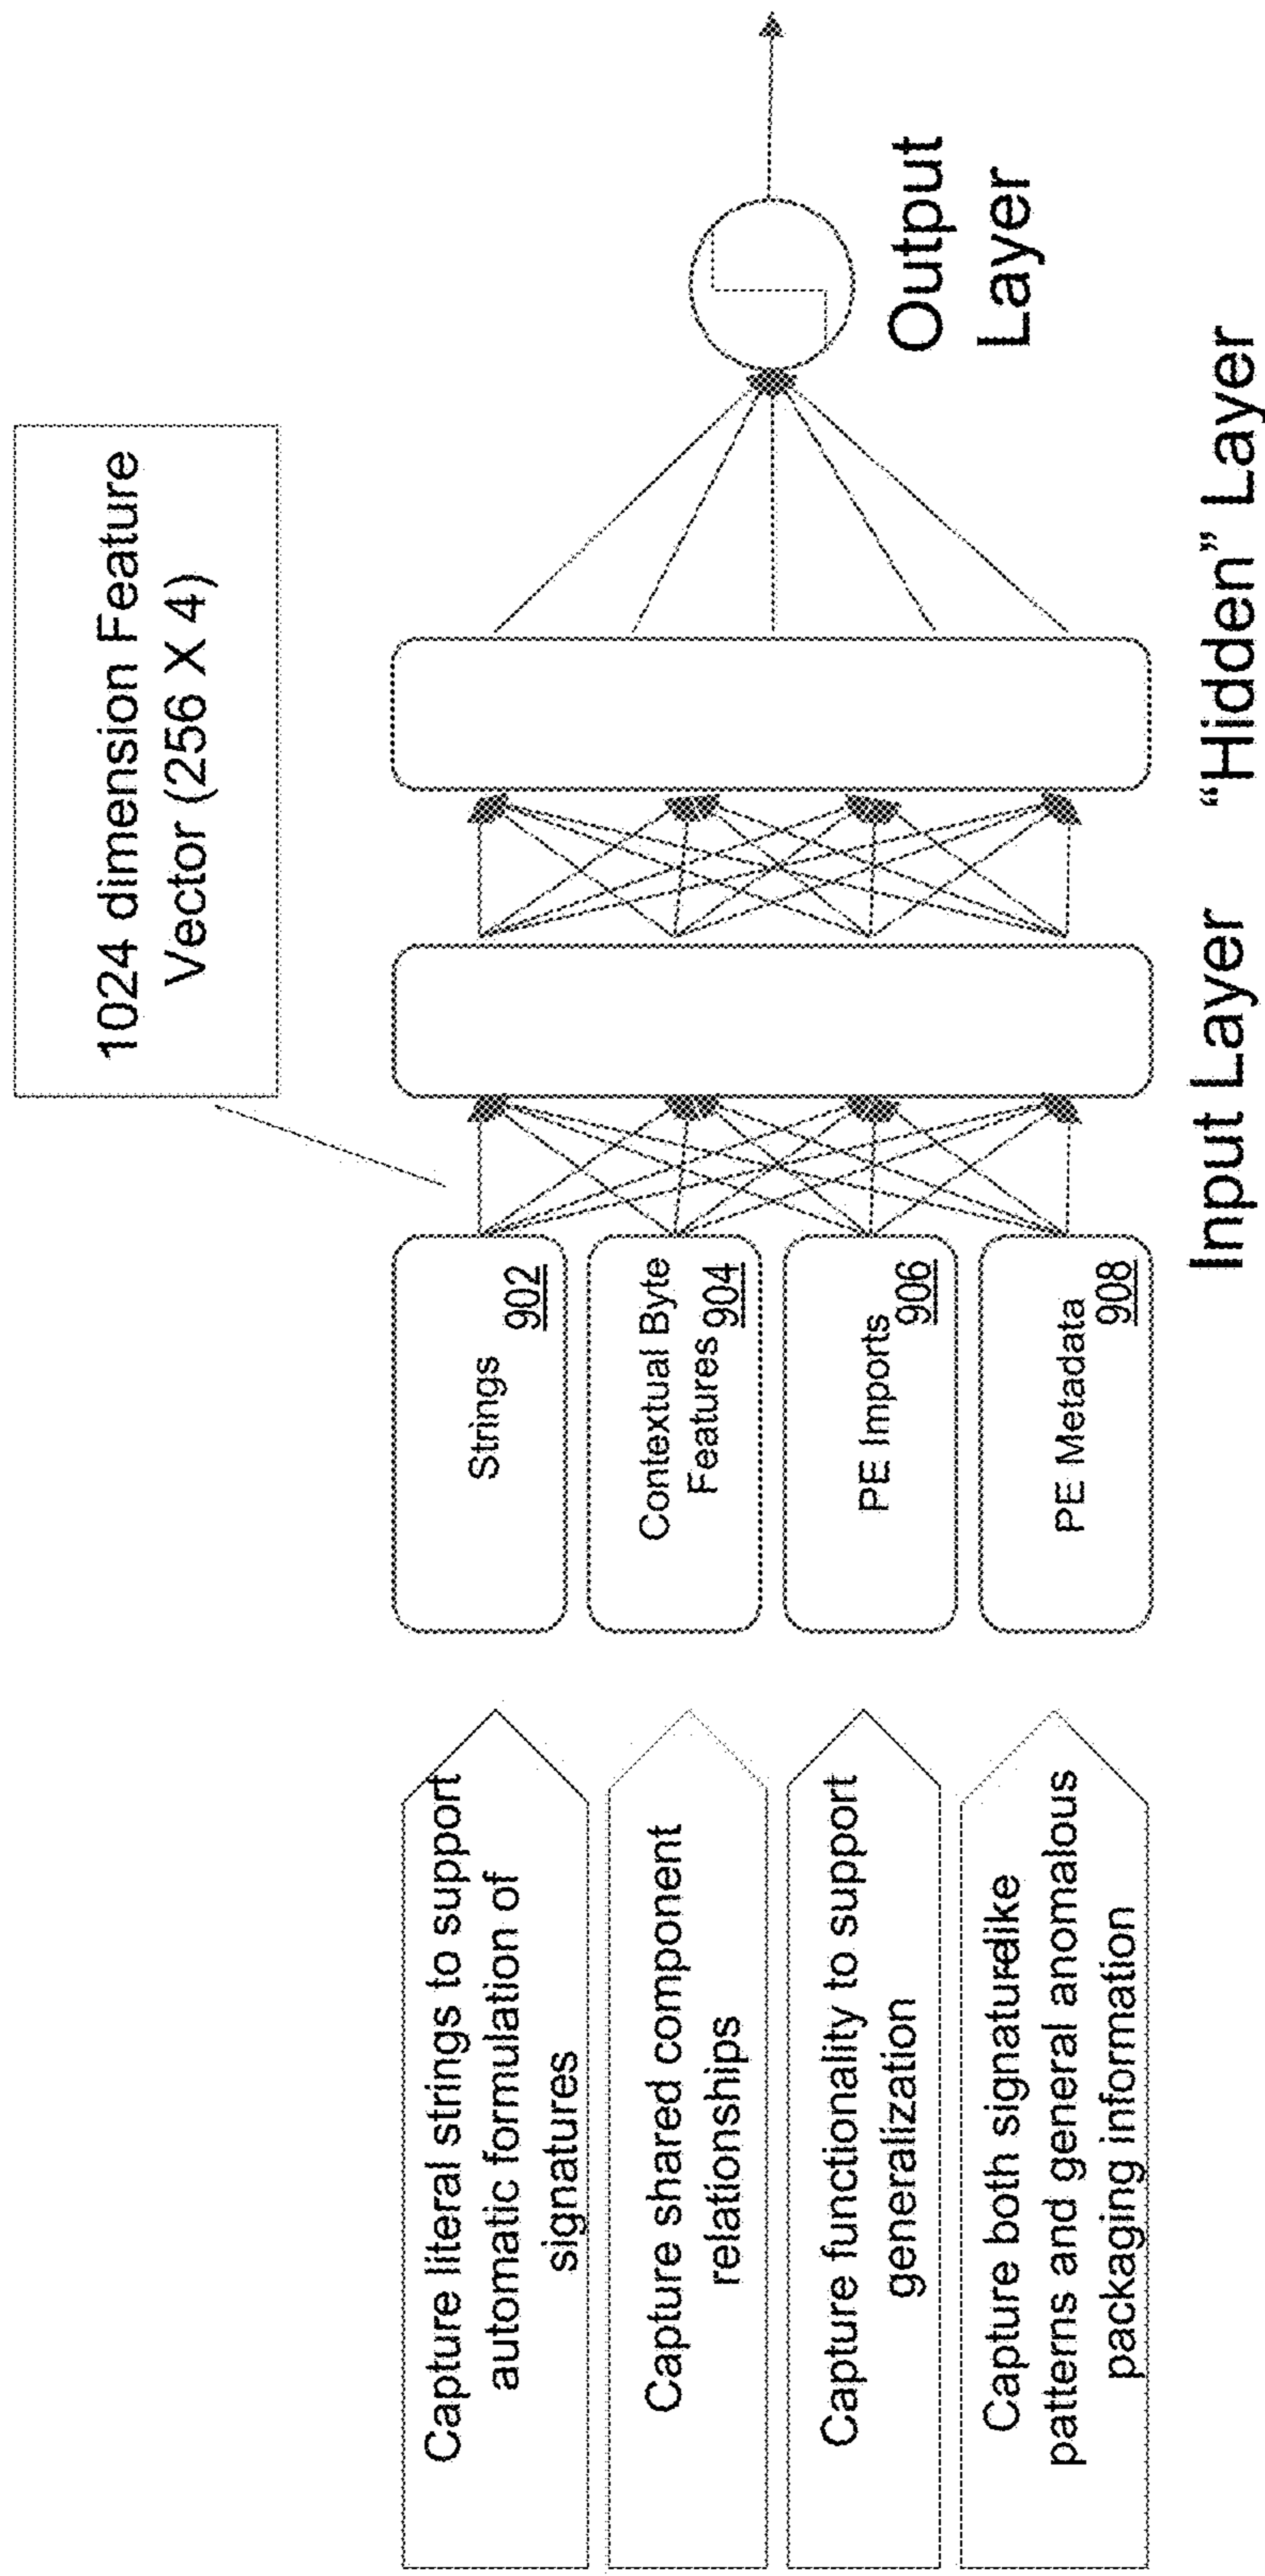 1024 dimension Feature
Vector (256 X 4)
Capture literal strings to support
automatic formulation of
signatures
Capture shared component
relationships
Capture functionality to support
generalization
Capture both signature-like
patterns and general anomalous
packaging information
Strings
902
Contextual Byte
Features 904
PE Imports
906
PE Metadata
908
Input Layer
“Hidden” Layer
Output
Layer